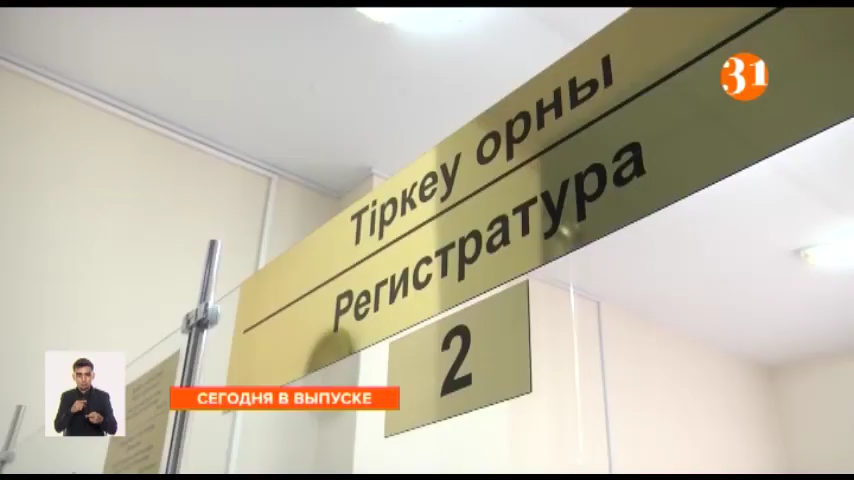 31
Тіркеу орны
Регистратура
2
СЕГОДНЯ В ВЫПУСКЕ